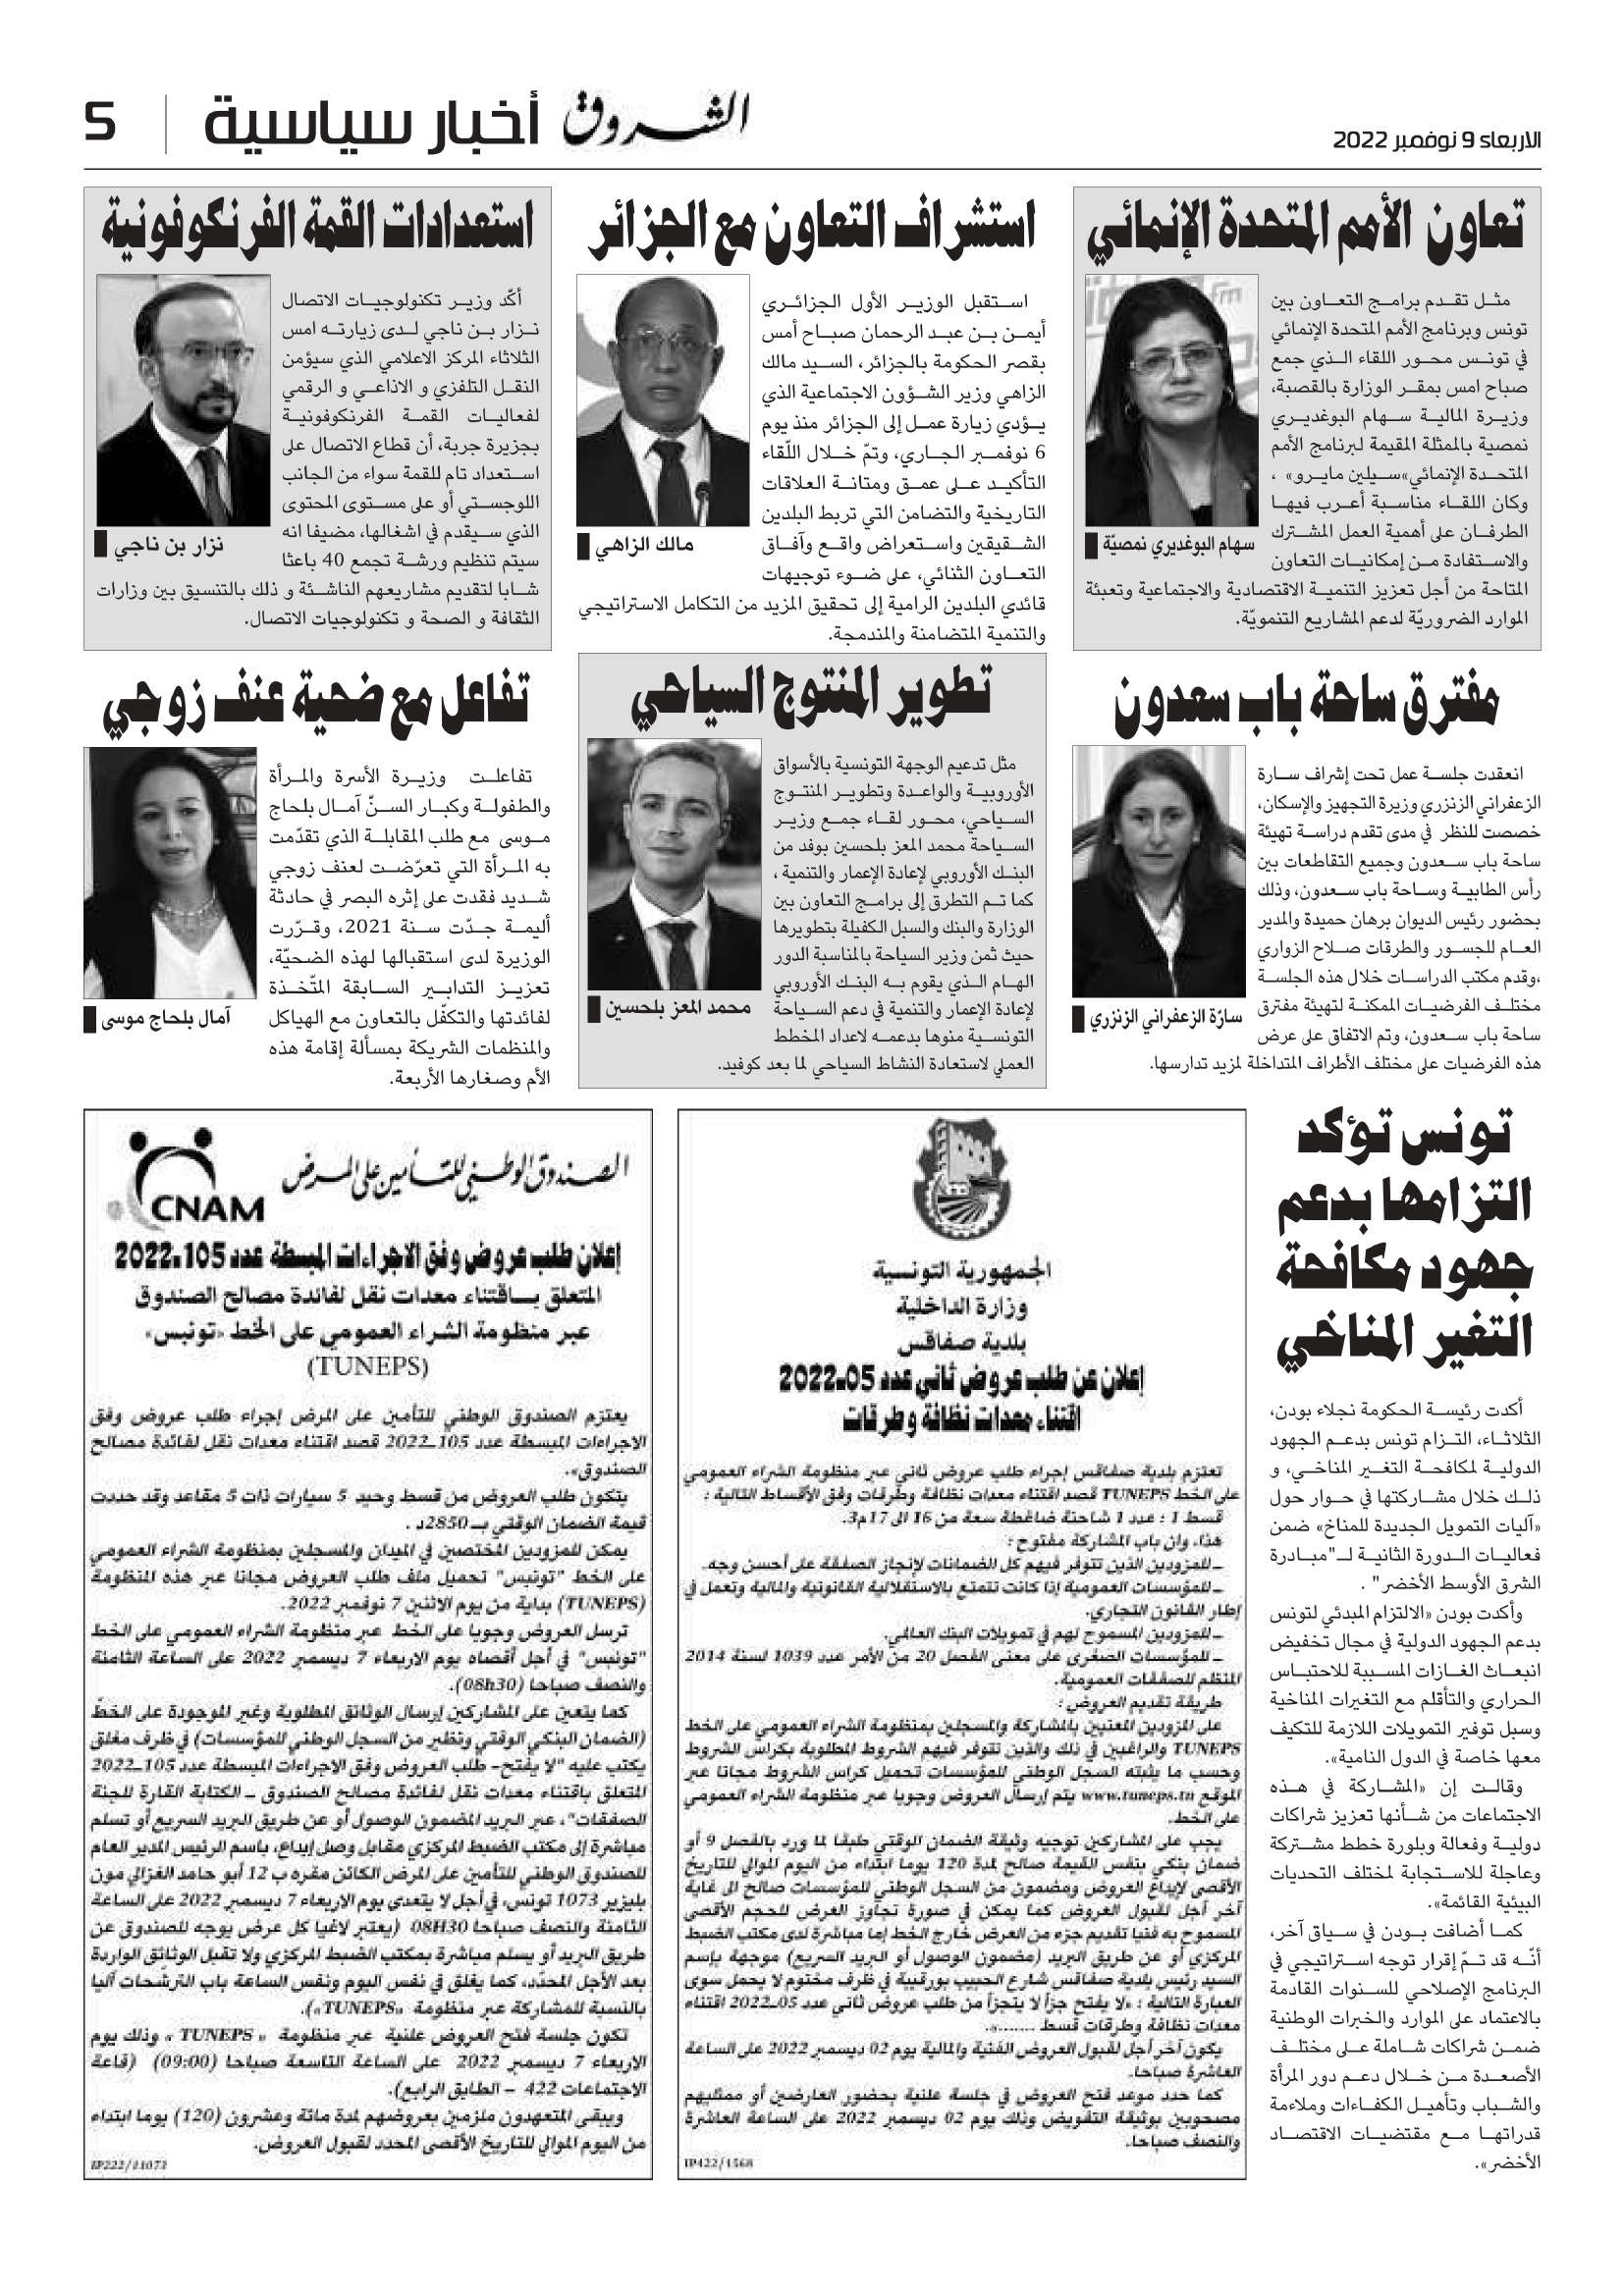 الاربعاء 9 نوفمبر 2022
الشروق
أخبار سياسية
5
تعاون الأمم المتحدة الإنمائي
مثل تقدم برامج التعاون بين
تونس وبرنامج الأمم المتحدة الإنمائي
في تونس محور اللقاء الذي جمع
صباح امس بمقر الوزارة بالقصبة،
وزيرة المالية سهام البوغديري
نمصية بالممثلة المقيمة لبرنامج الأمم
المتحدة الإنمائي»سيلين مايرو» ،
وكان اللقاء مناسبة أعرب فيها
الطرفان على أهمية العمل المشترك
والاستفادة من إمكانيات التعاون
المتاحة من أجل تعزيز التنمية الاقتصادية والاجتماعية وتعبئة
الموارد الضروريّة لدعم المشاريع التنمويّة.
سهام البوغديري نمصيّة
استشراف التعاون مع الجزائر
استقبل الوزير الأول الجزائري
أيمن بن عبد الرحمان صباح أمس
بقصر الحكومة بالجزائر، السيد مالك
الزاهي وزير الشؤون الاجتماعية الذي
يؤدي زيارة عمل إلى الجزائر منذ يوم
6 نوفمبر الجاري، وتمّ خلال اللّقاء
التأكيد على عمق ومتانة العلاقات
التاريخية والتضامن التي تربط البلدين
الشقيقين واستعراض واقع وآفاق
التعاون الثنائي، على ضوء توجيهات
قائدي البلدين الرامية إلى تحقيق المزيد من التكامل الاستراتيجي
والتنمية المتضامنة والمندمجة.
مالك الزاهي
استعدادات القمة الفرنكوفونية
أكّد وزير تكنولوجيات الاتصال
نزار بن ناجي لدى زيارته امس
الثلاثاء المركز الاعلامي الذي سيؤمن
النقل التلفزي و الاذاعي و الرقمي
لفعاليات القمة الفرنكوفونية
بجزيرة جربة، أن قطاع الاتصال على
استعداد تام للقمة سواء من الجانب
اللوجستي أو على مستوى المحتوى
الذي سيقدم في اشغالها، مضيفا انه
سيتم تنظيم ورشة تجمع 40 باعثا
شابا لتقديم مشاريعهم الناشئة و ذلك بالتنسيق بين وزارات
الثقافة و الصحة و تكنولوجيات الاتصال.
نزار بن ناجي
مفترق ساحة باب سعدون
انعقدت جلسة عمل تحت إشراف سارة
الزعفراني الزنزري وزيرة التجهيز والإسكان،
خصصت للنظر في مدى تقدم دراسة تهيئة
ساحة باب سعدون وجميع التقاطعات بين
رأس الطابية وساحة باب سعدون، وذلك
بحضور رئيس الديوان برهان حميدة والمدير
العام للجسور والطرقات صلاح الزواري
،وقدم مكتب الدراسات خلال هذه الجلسة
مختلف الفرضيات الممكنة لتهيئة مفترق
ساحة باب سعدون، وتم الاتفاق على عرض
هذه الفرضيات على مختلف الأطراف المتداخلة لمزيد تدارسها.
سارّة الزعفراني الزنزري
تطوير المنتوج السياحي
مثل تدعيم الوجهة التونسية بالأسواق
الأوروبية والواعدة وتطوير المنتوج
السياحي، محور لقاء جمع وزير
السياحة محمد المعز بلحسين بوفد من
البنك الأوروبي لإعادة الإعمار والتنمية ،
كما تم التطرق إلى برامج التعاون بين
الوزارة والبنك والسبل الكفيلة بتطويرها
حيث ثمن وزير السياحة بالمناسبة الدور
الهام الذي يقوم به البنك الأوروبي
لإعادة الإعمار والتنمية في دعم السياحة
التونسية منوها بدعمه لاعداد المخطط
العملي لاستعادة النشاط السياحي لما بعد كوفيد.
محمد المعز بلحسين
تفاعل مع ضحية عنف زوجي
تفاعلت وزيرة الأسرة والمرأة
والطفولة وكبار السنّ آمال بلحاج
موسى مع طلب المقابلة الذي تقدّمت
به المرأة التي تعرّضت لعنف زوجي
شديد فقدت على إثره البصر في حادثة
أليمة جدّت سنة 2021، وقرّرت
الوزيرة لدى استقبالها لهذه الضحيّة،
تعزيز التدابير السابقة المتّخذة
لفائدتها والتكفّل بالتعاون مع الهياكل
والمنظمات الشريكة بمسألة إقامة هذه
الأم وصغارها الأربعة.
آمال بلحاج موسى
تونس تؤكد
التزامها بدعم
جهود مكافحة
التغير المناخي
أكدت رئيسة الحكومة نجلاء بودن،
الثلاثاء، التزام تونس بدعم الجهود
الدولية لمكافحة التغير المناخي، و
ذلك خلال مشاركتها في حوار حول
«آليات التمويل الجديدة للمناخ» ضمن
فعاليات الدورة الثانية لـ"مبادرة
الشرق الأوسط الأخضر" .
وأكدت بودن «الالتزام المبدئي لتونس
بدعم الجهود الدولية في مجال تخفيض
انبعاث الغازات المسببة للاحتباس
الحراري والتأقلم مع التغيرات المناخية
وسبل توفير التمويلات اللازمة للتكيف
معها خاصة في الدول النامية».
وقالت إن «المشاركة في هذه
الاجتماعات من شأنها تعزيز شراكات
دولية وفعالة وبلورة خطط مشتركة
وعاجلة للاستجابة لمختلف التحديات
البيئية القائمة».
كما أضافت بودن في سياق آخر،
أنّه قد تمّ إقرار توجه استراتيجي في
البرنامج الإصلاحي للسنوات القادمة
بالاعتماد على الموارد والخبرات الوطنية
ضمن شراكات شاملة على مختلف
الأصعدة من خلال دعم دور المرأة
والشباب وتأهيل الكفاءات وملاءمة
قدراتها مع مقتضيات الاقتصاد
الأخضر».
الجمهورية التونسية
وزارة الداخلية
بلدية صفاقس
إعلان عن طلب عروض ثاني عدد 05ـ2022
اقتناء معدات نظافة وطرقات
تعتزم بلدية صفاقس إجراء طلب عروض ثاني عبر منظومة الشراء العمومي
على الخط TUNEPS قصد اقتناء معدات نظافة وطرقات وفق الأقساط التالية :
قسط 1 : عدد 1 شاحنة ضاغطة سعة من 16 الى 17م3.
هذا، وان باب المشاركة مفتوح :
ـ للمزودين الذين تتوفر فيهم كل الضمانات لإنجاز الصفقة على أحسن وجه.
ـ للمؤسسات العمومية إذا كانت تتمتع بالاستقلالية القانونية والمالية وتعمل في
إطار القانون التجاري.
ـ للمزودين المسموح لهم في تمويلات البنك العالمي.
ـ للمؤسسات الصغرى على معنى الفصل 20 من الأمر عدد 1039 لسنة 2014
المنظم للصفقات العمومية.
طريقة تقديم العروض :
على المزودين المعنيين بالمشاركة والمسجلين بمنظومة الشراء العمومي على الخط
TUNEPS والراغبين في ذلك والذين تتوفر فيهم الشروط المطلوبة بكراس الشروط
وحسب ما يثبته السجل الوطني للمؤسسات تحميل كراس الشروط مجانا عبر
الموقع www.tuneps.tn يتم إرسال العروض وجوبا عبر منظومة الشراء العمومي
على الخط.
يجب على المشاركين توجيه وثيقة الضمان الوقتي طبقا لما ورد بالفصل 9 أو
ضمان بنكي بنفس القيمة صالح لمدة 120 يوما ابتداء من اليوم الموالي للتاريخ
الأقصى لإيداع العروض ومضمون من السجل الوطني للمؤسسات صالح الى غاية
آخر أجل لقبول العروض كما يمكن في صورة تجاوز العرض للحجم الأقصى
المسموح به فنيا تقديم جزء من العرض خارج الخط إما مباشرة لدى مكتب الضبط
المركزي أو عن طريق البريد (مضمون الوصول أو البريد السريع) موجهة بإسم
السيد رئيس بلدية صفاقس شارع الحبيب بورقيبة في ظرف مختوم لا يحمل سوى
العبارة التالية : «لا يفتح جزأ لا يتجزأ من طلب عروض ثاني عدد 05ـ2022 اقتناء
معدات نظافة وطرقات قسط .......».
يكون آخر أجل لقبول العروض الفنية والمالية يوم 02 ديسمبر 2022 على الساعة
العاشرة صباحا.
كما حدد موعد فتح العروض في جلسة علنية بحضور العارضين أو ممثليهم
مصحوبين بوثيقة التفويض وذلك يوم 02 ديسمبر 2022 على الساعة العاشرة
والنصف صباحا.
IP422/1568
الصندوق الوطني للتأمين على المرض
CNAM
إعلان طلب عروض وفق الاجراءات المبسطة عدد 105ـ2022
المتعلق باقتناء معدات نقل لفائدة مصالح الصندوق
عبر منظومة الشراء العمومي على الخط «تونبس»
(TUNEPS)
يعتزم الصندوق الوطني للتأمين على المرض إجراء طلب عروض وفق
الاجراءات المبسطة عدد 105ـ2022 قصد اقتناء معدات نقل لفائدة مصالح
الصندوق».
يتكون طلب العروض من قسط وحيد 5 سيارات ذات 5 مقاعد وقد حددت
قيمة الضمان الوقتي بـ 2850د .
يمكن للمزودين المختصين في الميدان والمسجلين بمنظومة الشراء العمومي
على الخط "تونبس" تحميل ملف طلب العروض مجانا عبر هذه المنظومة
(TUNEPS) بداية من يوم الاثنين 7 نوفمبر 2022.
ترسل العروض وجوبا على الخط عبر منظومة الشراء العمومي على الخط
"تونبس" في أجل أقصاه يوم الاربعاء 7 ديسمبر 2022 على الساعة الثامنة
والنصف صباحا (08h30).
كما يتعين على المشاركين إرسال الوثائق المطلوبة وغير الموجودة على الخطّ
(الضمان البنكي الوقتي ونظير من السجل الوطني للمؤسسات) في ظرف مغلق
يكتب عليه "لا يفتح- طلب العروض وفق الاجراءات المبسطة عدد 105ـ2022
المتعلق باقتناء معدات نقل لفائدة مصالح الصندوق ـ الكتابة القارة للجنة
الصفقات"، عبر البريد المضمون الوصول أو عن طريق البريد السريع أو تسلم
مباشرة إلى مكتب الضبط المركزي مقابل وصل إيداع، باسم الرئيس المدير العام
للصندوق الوطني للتأمين على المرض الكائن مقره ب 12 أبو حامد الغزالي مون
بليزير 1073 تونس، في أجل لا يتعدى يوم الاربعاء 7 ديسمبر 2022 على الساعة
الثامنة والنصف صباحا 08H30 (يعتبر لاغيا كل عرض يوجه للصندوق عن
طريق البريد أو يسلم مباشرة بمكتب الضبط المركزي ولا تقبل الوثائق الواردة
بعد الأجل المحدّد، كما يغلق في نفس اليوم ونفس الساعة باب الترشّحات آليا
بالنسبة للمشاركة عبر منظومة «TUNEPS»).
تكون جلسة فتح العروض علنية عبر منظومة « TUNEPS » وذلك يوم
الاربعاء 7 ديسمبر 2022 على الساعة التاسعة صباحا (09:00) (قاعة
الاجتماعات 422 - الطابق الرابع).
ويبقى المتعهدون ملزمين بعروضهم لمدة مائة وعشرون (120) يوما ابتداء
من اليوم الموالي للتاريخ الأقصى المحدد لقبول العروض.
IP222/11073